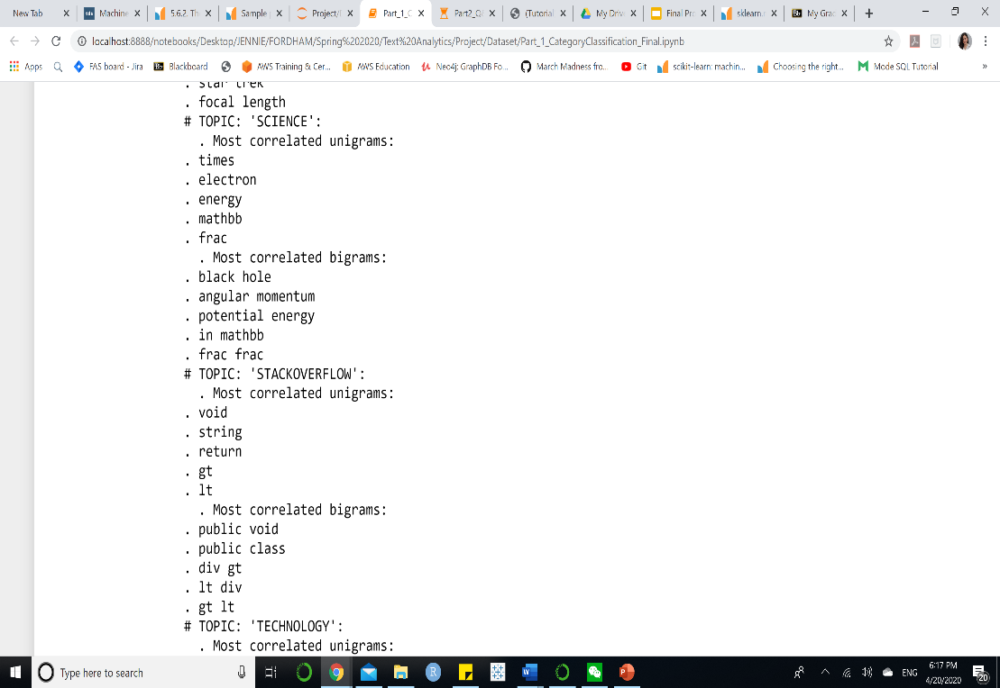 New Tab
tds Machine
5.6.2. Th
Sample p
Project/
Part_1_C
Part2_Q&
(Tutorial
My Drive
Final Pro
sklearn.
Bb My Grad
localhost:8888/notebooks/Desktop/JENNIE/FORDHAM/Spring%202020/Text%20Analytics/Project/Dataset/Part_1_CategoryClassification_Final.ipynb
Apps
FAS board - Jira
Bb Blackboard
AWS Training & Cer...
AWS Education
Neo4j: GraphDB Fo...
March Madness fro...
Git
scikit-learn: machin...
Choosing the right...
Mode SQL Tutorial
»
. star trek
. focal length
# TOPIC: 'SCIENCE':
. Most correlated unigrams:
. times
. electron
. energy
. mathbb
. frac
. Most correlated bigrams:
. black hole
. angular momentum
. potential energy
. in mathbb
. frac frac
# TOPIC: 'STACKOVERFLOW':
. Most correlated unigrams:
. void
. string
. return
. gt
. lt
. Most correlated bigrams:
. public void
. public class
. div gt
. lt div
. gt lt
# TOPIC: 'TECHNOLOGY':
. Most correlated unigrams:
Type here to search
ENG
6:17 PM
4/20/2020
20